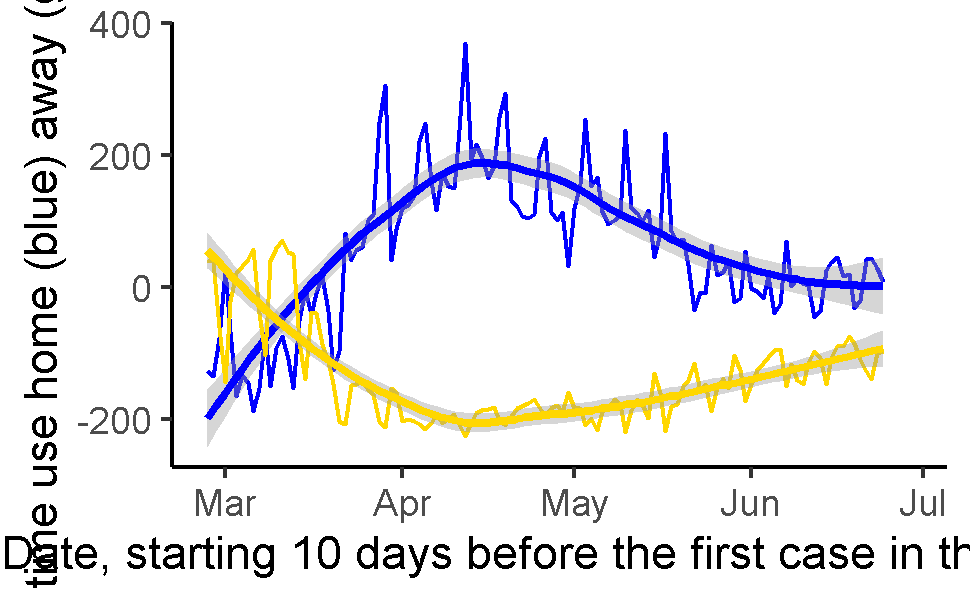 time use home (blue) away (
400
200
0
-200
Mar Apr May Jun Jul
Date, starting 10 days before the first case in th